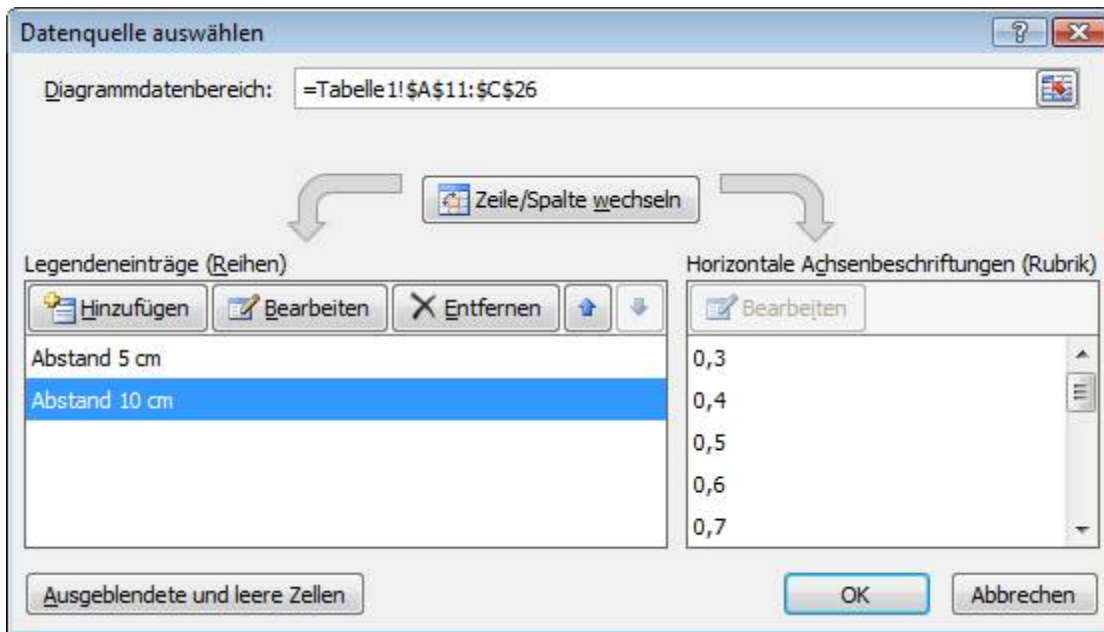 Datenquelle auswählen
Diagrammdatenbereich: =Tabelle1!$A$11:$C$26
Zeile/Spalte wechseln
Legendeneinträge (Reihen)
Hinzufügen Bearbeiten Entfernen
Abstand 5 cm
Abstand 10 cm
Horizontale Achsenbeschriftungen (Rubrik)
Bearbeiten
0,3
0,4
0,5
0,6
0,7
Ausgeblendete und leere Zellen
OK Abbrechen